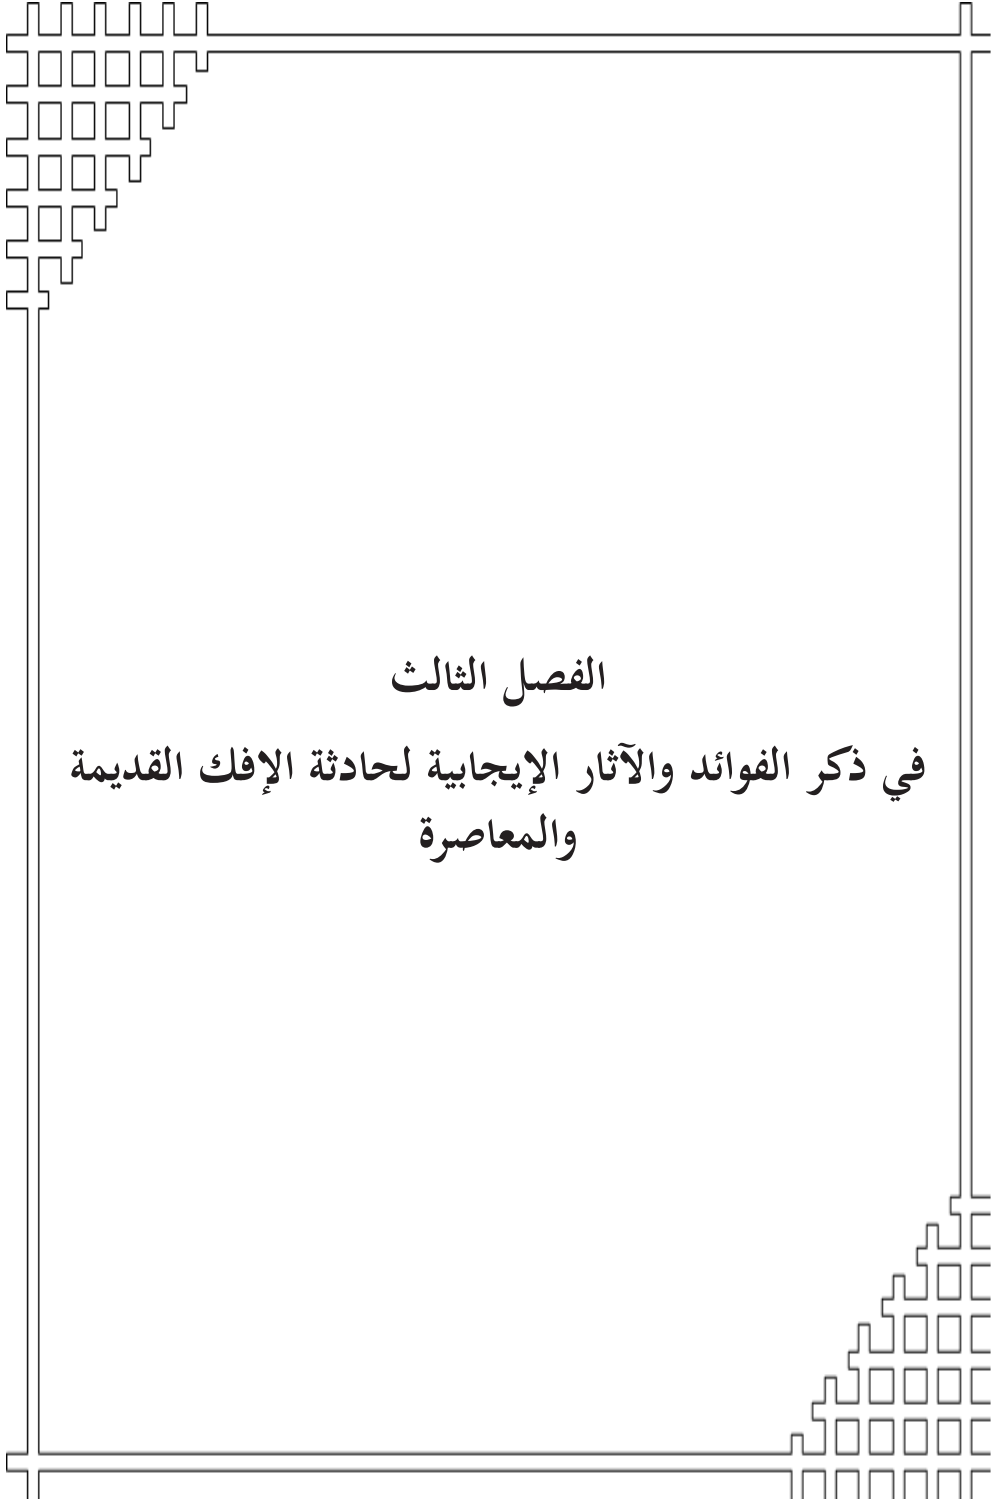 الفصل الثالث
في ذكر الفوائد والآثار الإيجابية لحادثة الإفك القديمة
والمعاصرة